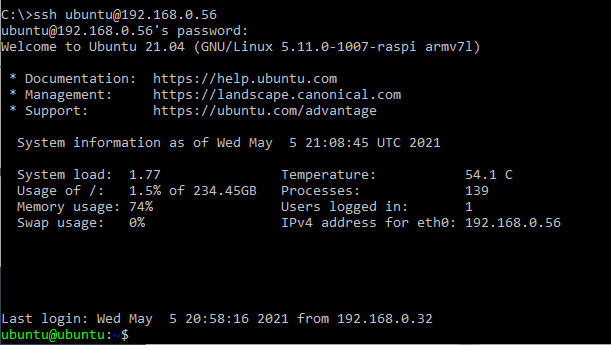 C:\>ssh ubuntu@192.168.0.56
ubuntu@192.168.0.56's password:
Welcome to Ubuntu 21.04 (GNU/Linux 5.11.0-1007-raspi armv7l)
* Documentation:  https://help.ubuntu.com
* Management:     https://landscape.canonical.com
* Support:        https://ubuntu.com/advantage
System information as of Wed May  5 21:08:45 UTC 2021
System load:  1.77               Temperature:           54.1 C
Usage of /:   1.5% of 234.45GB   Processes:             139
Memory usage: 74%                Users logged in:       1
Swap usage:   0%                 IPv4 address for eth0: 192.168.0.56
Last login: Wed May  5 20:58:16 2021 from 192.168.0.32
ubuntu@ubuntu:~$